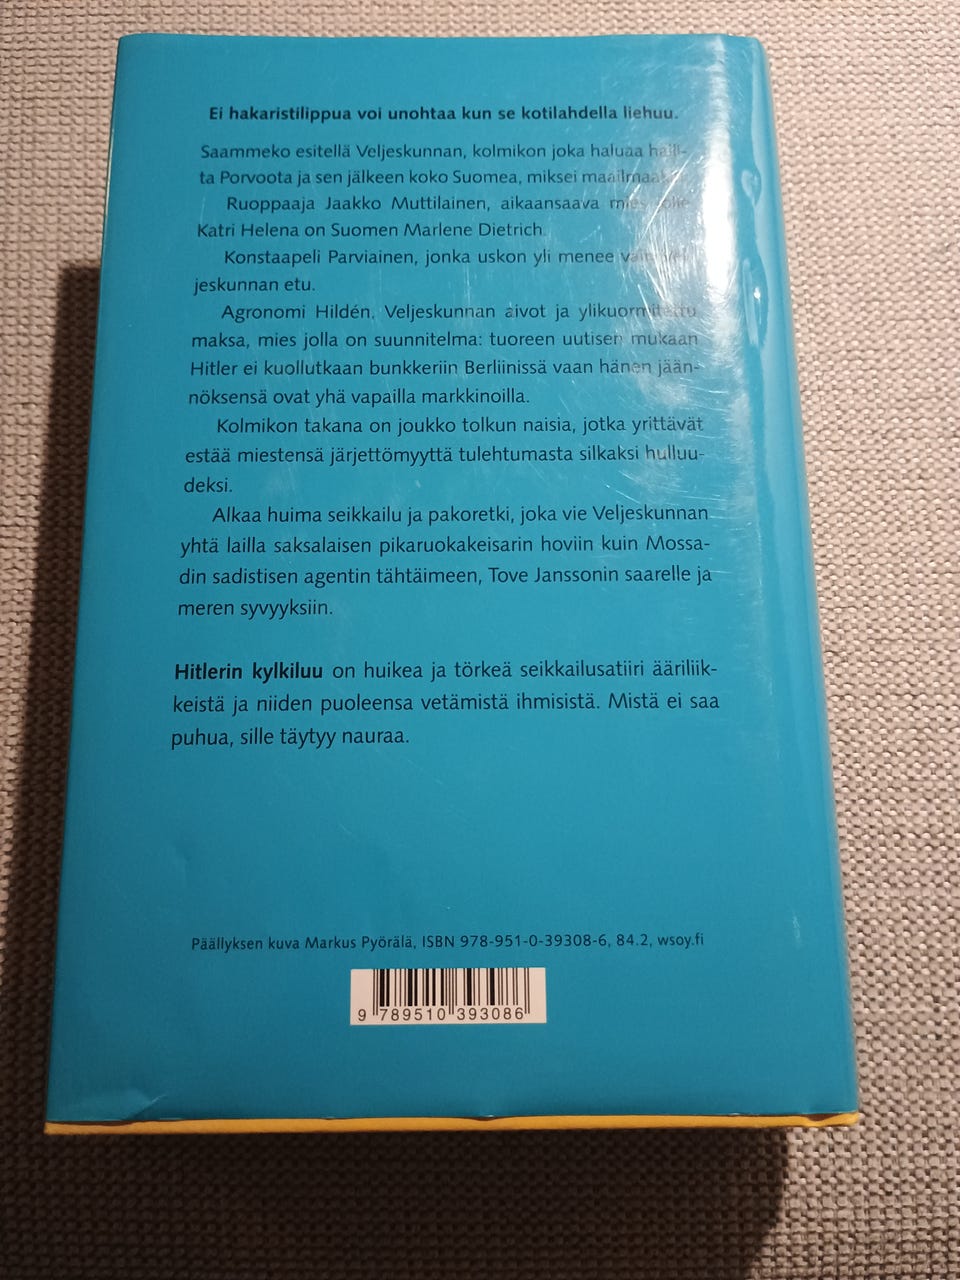 Ei hakaristilippua voi unohtaa kun se kotilahdella liehuu.
Saammeko esitellä Veljeskunnan, kolmikon joka haluaa halli-
ta Porvoota ja sen jälkeen koko Suomea, miksei
Ruoppaaja Jaakko Muttilainen, aikaansaava mies jolle
Katri Helena on Suomen Marlene Dietrich.
Konstaapeli Parviainen, jonka uskon yli menee vain Vel-
jeskunnan etu.
Agronomi Hildén. Veljeskunnan aivot ja ylikuormitettu
maksa, mies jolla on suunnitelma: tuoreen uutisen mukaan
Hitler ei kuollutkaan bunkkeriin Berliinissä vaan hänen jään-
nöksensä ovat yhä vapailla markkinoilla.
Kolmikon takana on joukko tolkun naisia, jotka yrittävät
estää miestensä järjettömyyttä tulehtumasta silkaksi hulluu-
deksi.
Alkaa huima seikkailu ja pakoretki, joka vie Veljeskunnan
yhtä lailla saksalaisen pikaruokakeisarin hoviin kuin Mossa-
din sadistisen agentin tähtäimeen, Tove Janssonin saarelle ja
meren syvyyksiin.
Hitlerin kylkiluu on huikea ja törkeä seikkailusatiiri ääriliik-
keistä ja niiden puoleensa vetämistä ihmisistä. Mistä ei saa
puhua, sille täytyy nauraa.
Päällyksen kuva Markus Pyörälä, ISBN 978-951-0-39308-6, 84.2, wsoy.fi
9 789510 393086